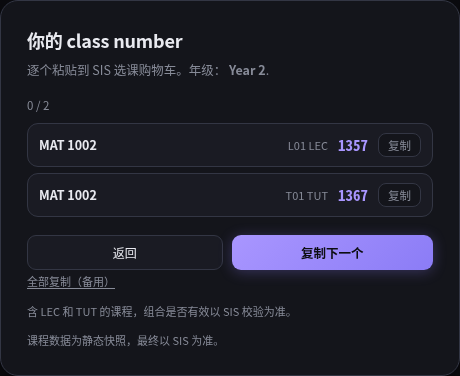 你的 class number
逐个粘贴到 SIS 选课购物车。年级： Year 2.
0 / 2
MAT 1002 L01 LEC 1357 复制
MAT 1002 T01 TUT 1367 复制
返回 复制下一个
全部复制（备用）
含 LEC 和 TUT 的课程，组合是否有效以 SIS 校验为准。
课程数据为静态快照，最终以 SIS 为准。